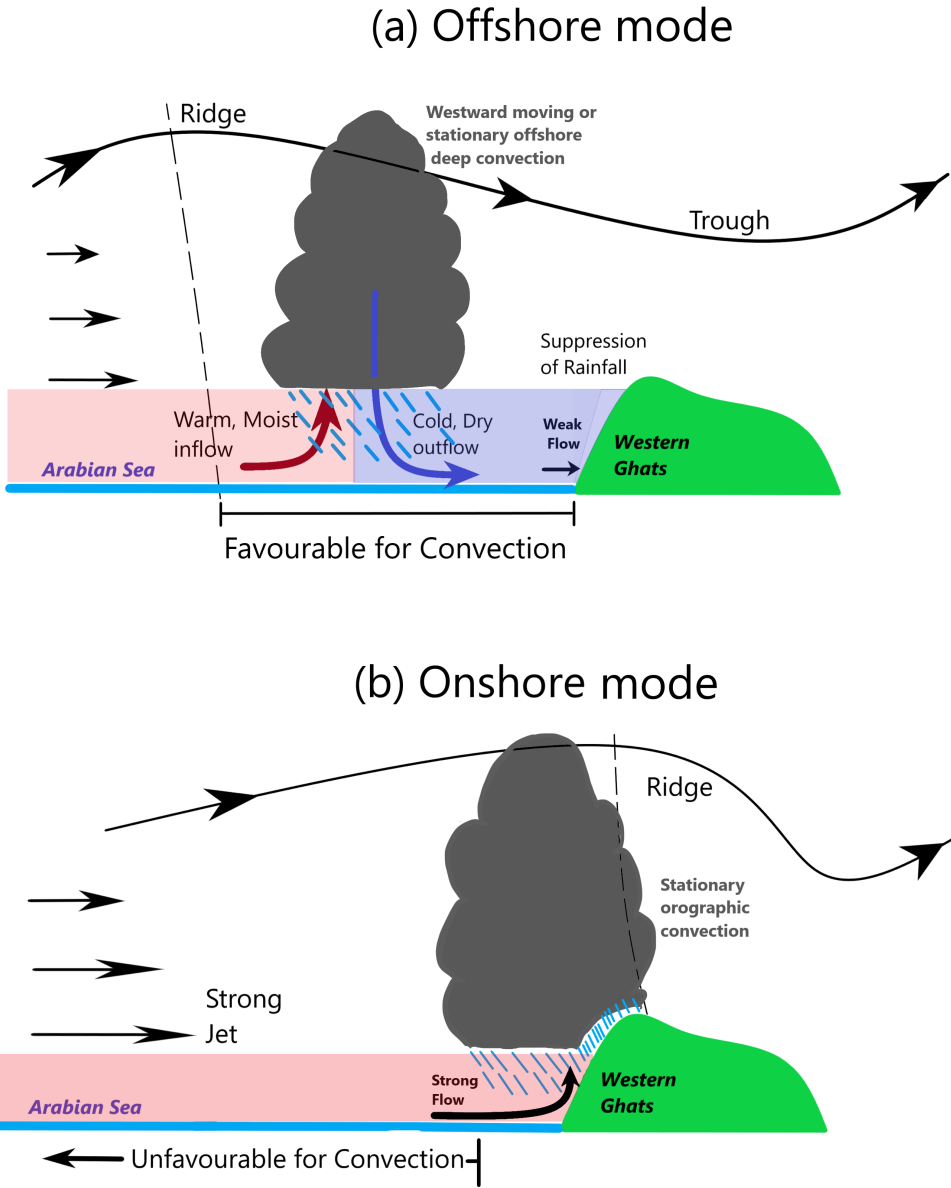 (a) Offshore mode
Ridge
Westward moving or
stationary offshore
deep convection
Trough
Suppression
of Rainfall
Warm, Moist
inflow
Cold, Dry
outflow
Weak
Flow
Western
Ghats
Arabian Sea
Favourable for Convection
(b) Onshore mode
Ridge
Stationary
orographic
convection
Strong
Jet
Strong
Flow
Western
Ghats
Arabian Sea
Unfavourable for Convection